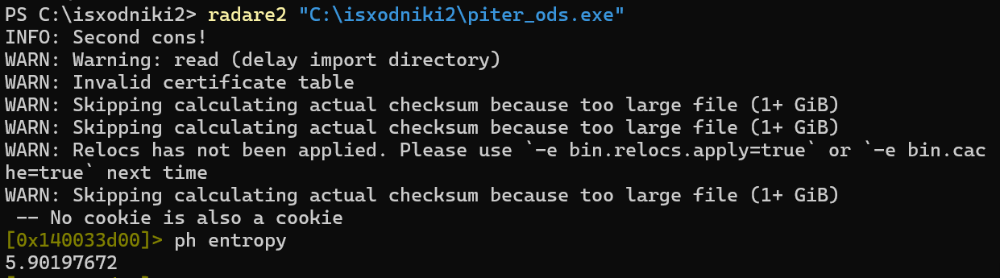 PS C:\isxodniki2> radare2 "C:\isxodniki2\piter_ods.exe"
INFO: Second cons!
WARN: Warning: read (delay import directory)
WARN: Invalid certificate table
WARN: Skipping calculating actual checksum because too large file (1+ GiB)
WARN: Skipping calculating actual checksum because too large file (1+ GiB)
WARN: Relocs has not been applied. Please use `-e bin.relocs.apply=true` or `-e bin.cac
he=true` next time
WARN: Skipping calculating actual checksum because too large file (1+ GiB)
 -- No cookie is also a cookie
[0x140033d00]> ph entropy
5.90197672